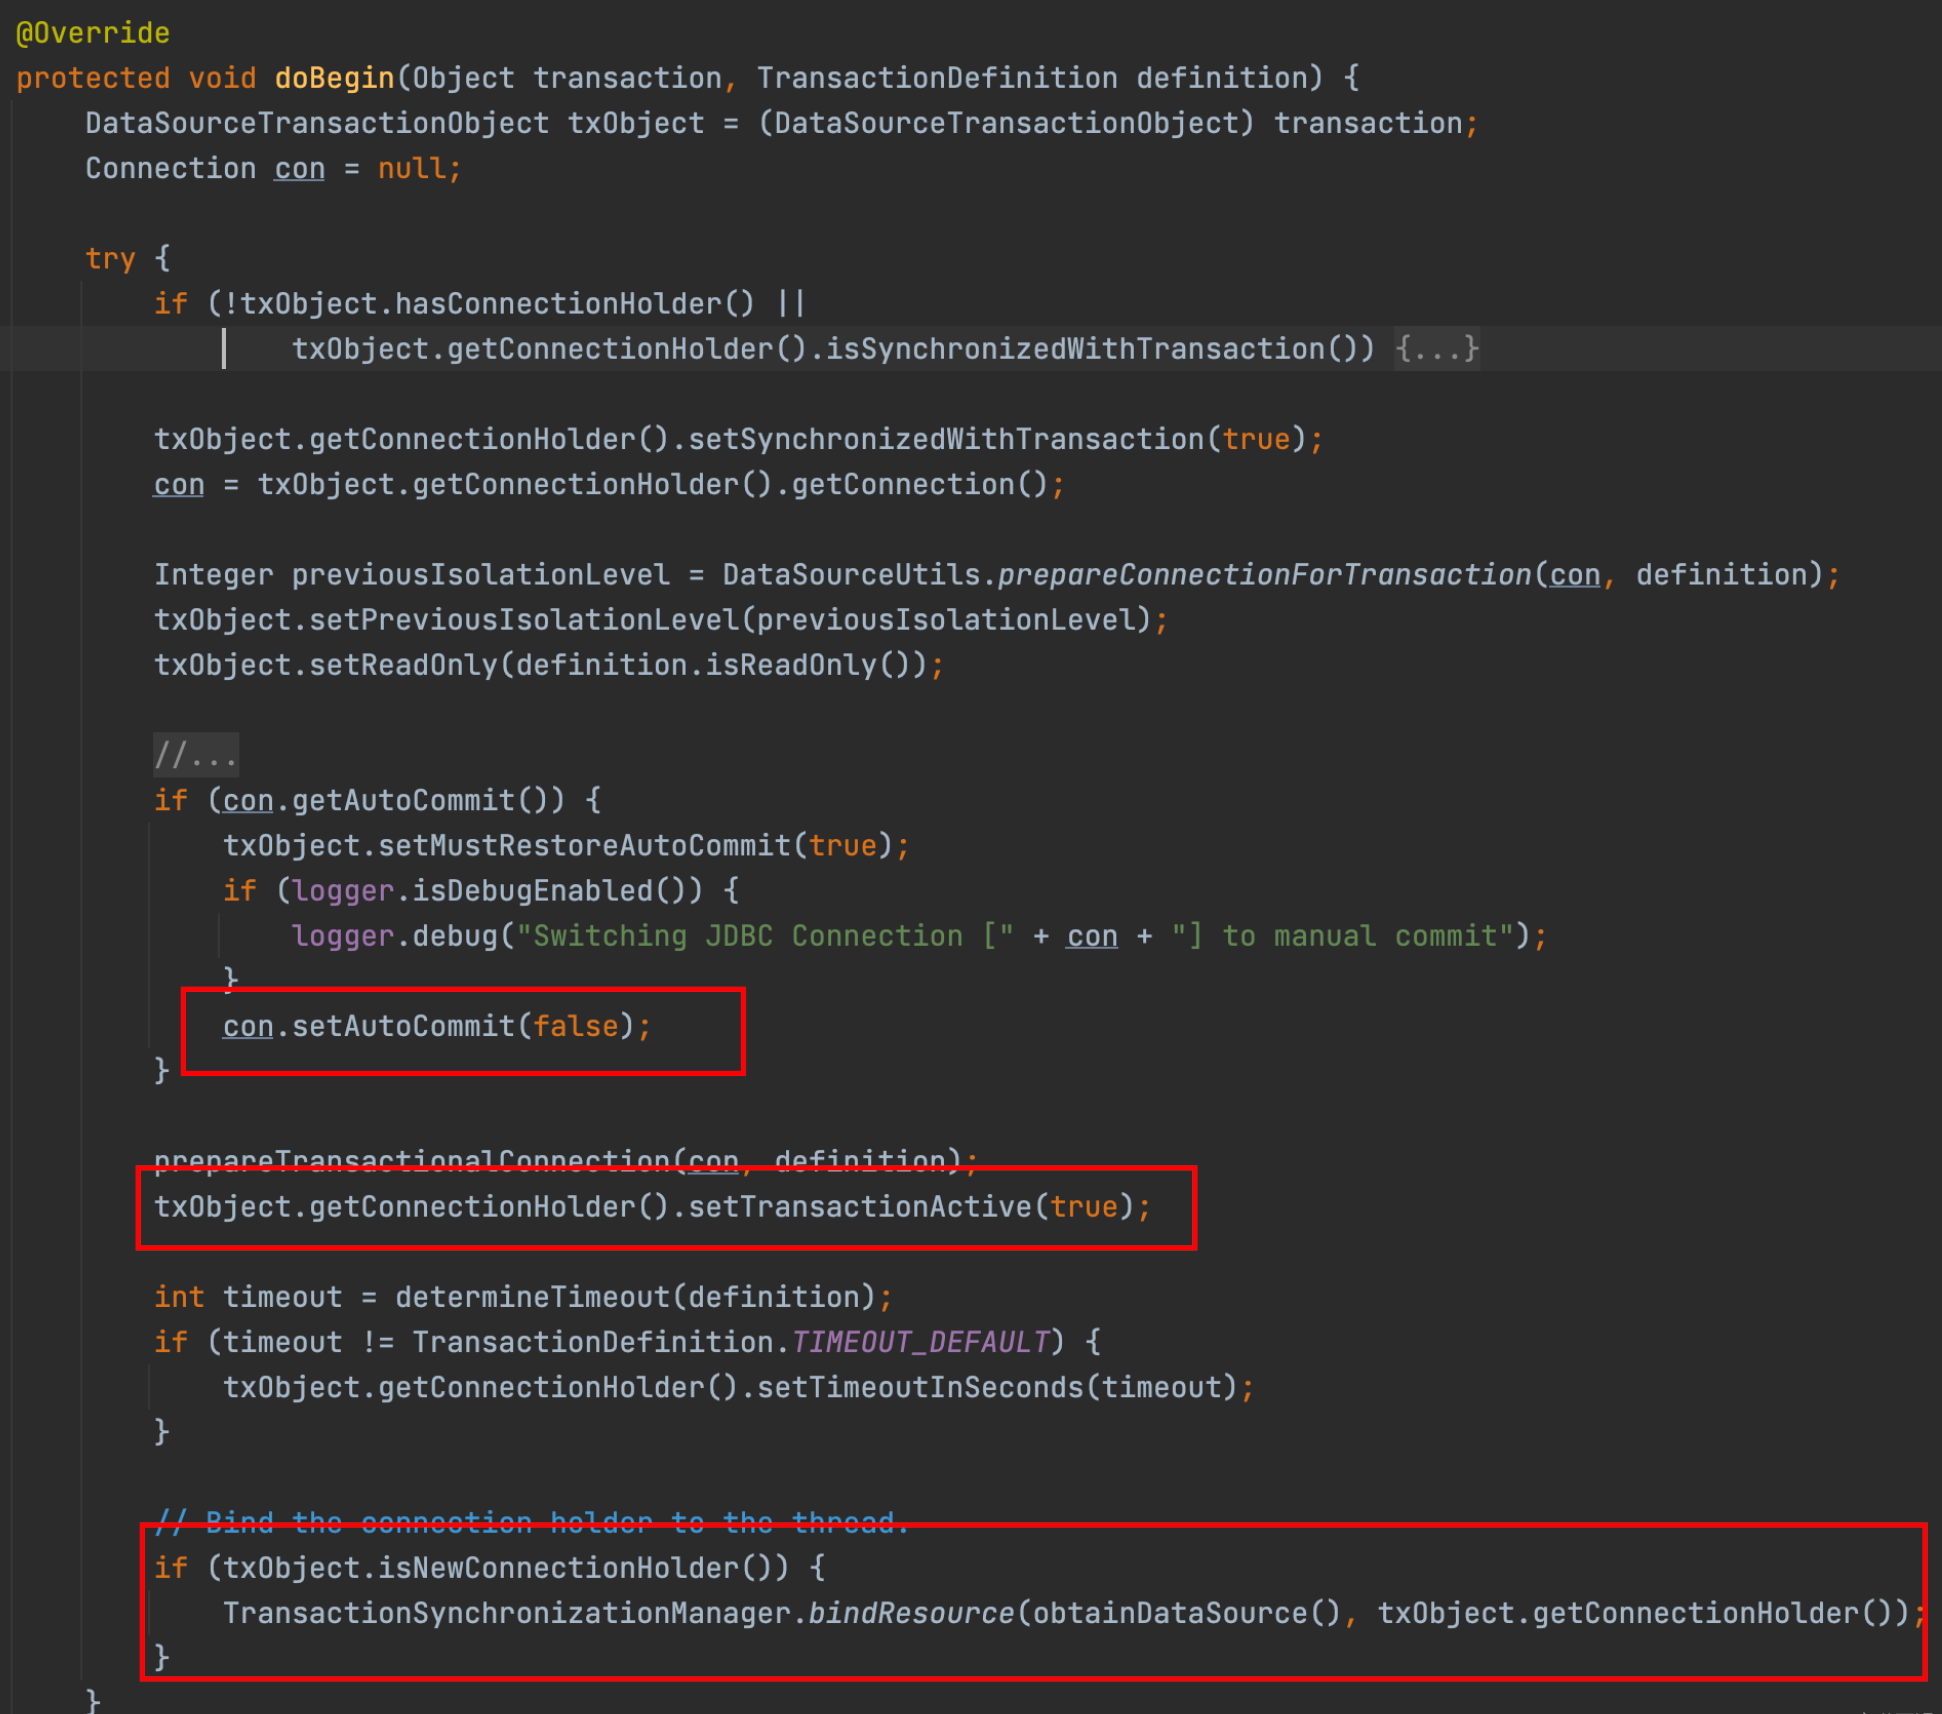 @Override
protected void doBegin(Object transaction, TransactionDefinition definition) {
    DataSourceTransactionObject txObject = (DataSourceTransactionObject) transaction;
    Connection con = null;

    try {
        if (!txObject.hasConnectionHolder() ||
                txObject.getConnectionHolder().isSynchronizedWithTransaction()) {...}

        txObject.getConnectionHolder().setSynchronizedWithTransaction(true);
        con = txObject.getConnectionHolder().getConnection();

        Integer previousIsolationLevel = DataSourceUtils.prepareConnectionForTransaction(con, definition);
        txObject.setPreviousIsolationLevel(previousIsolationLevel);
        txObject.setReadOnly(definition.isReadOnly());

        //...
        if (con.getAutoCommit()) {
            txObject.setMustRestoreAutoCommit(true);
            if (logger.isDebugEnabled()) {
                logger.debug("Switching JDBC Connection [" + con + "] to manual commit");
            }
            con.setAutoCommit(false);
        }

        prepareTransactionalConnection(con, definition);
        txObject.getConnectionHolder().setTransactionActive(true);

        int timeout = determineTimeout(definition);
        if (timeout != TransactionDefinition.TIMEOUT_DEFAULT) {
            txObject.getConnectionHolder().setTimeoutInSeconds(timeout);
        }

        // Bind the connection holder to the thread.
        if (txObject.isNewConnectionHolder()) {
            TransactionSynchronizationManager.bindResource(obtainDataSource(), txObject.getConnectionHolder());
        }
    }